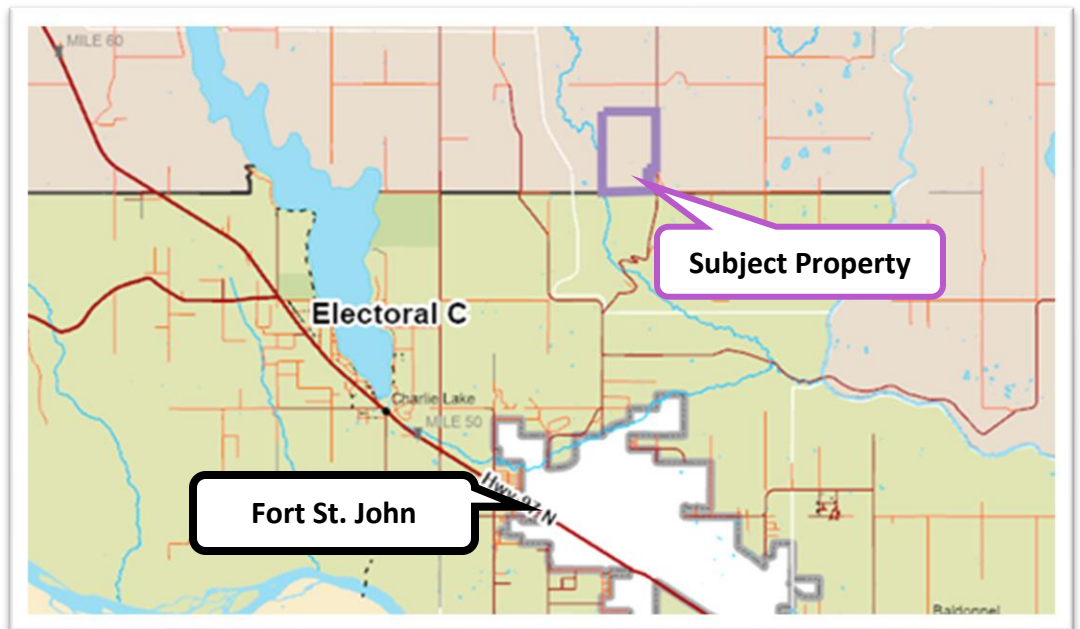 MILE 60
Subject Property
Electoral C
Charlie Lake
MILE 50
Hwy 97 N
Fort St. John
Baldonnel